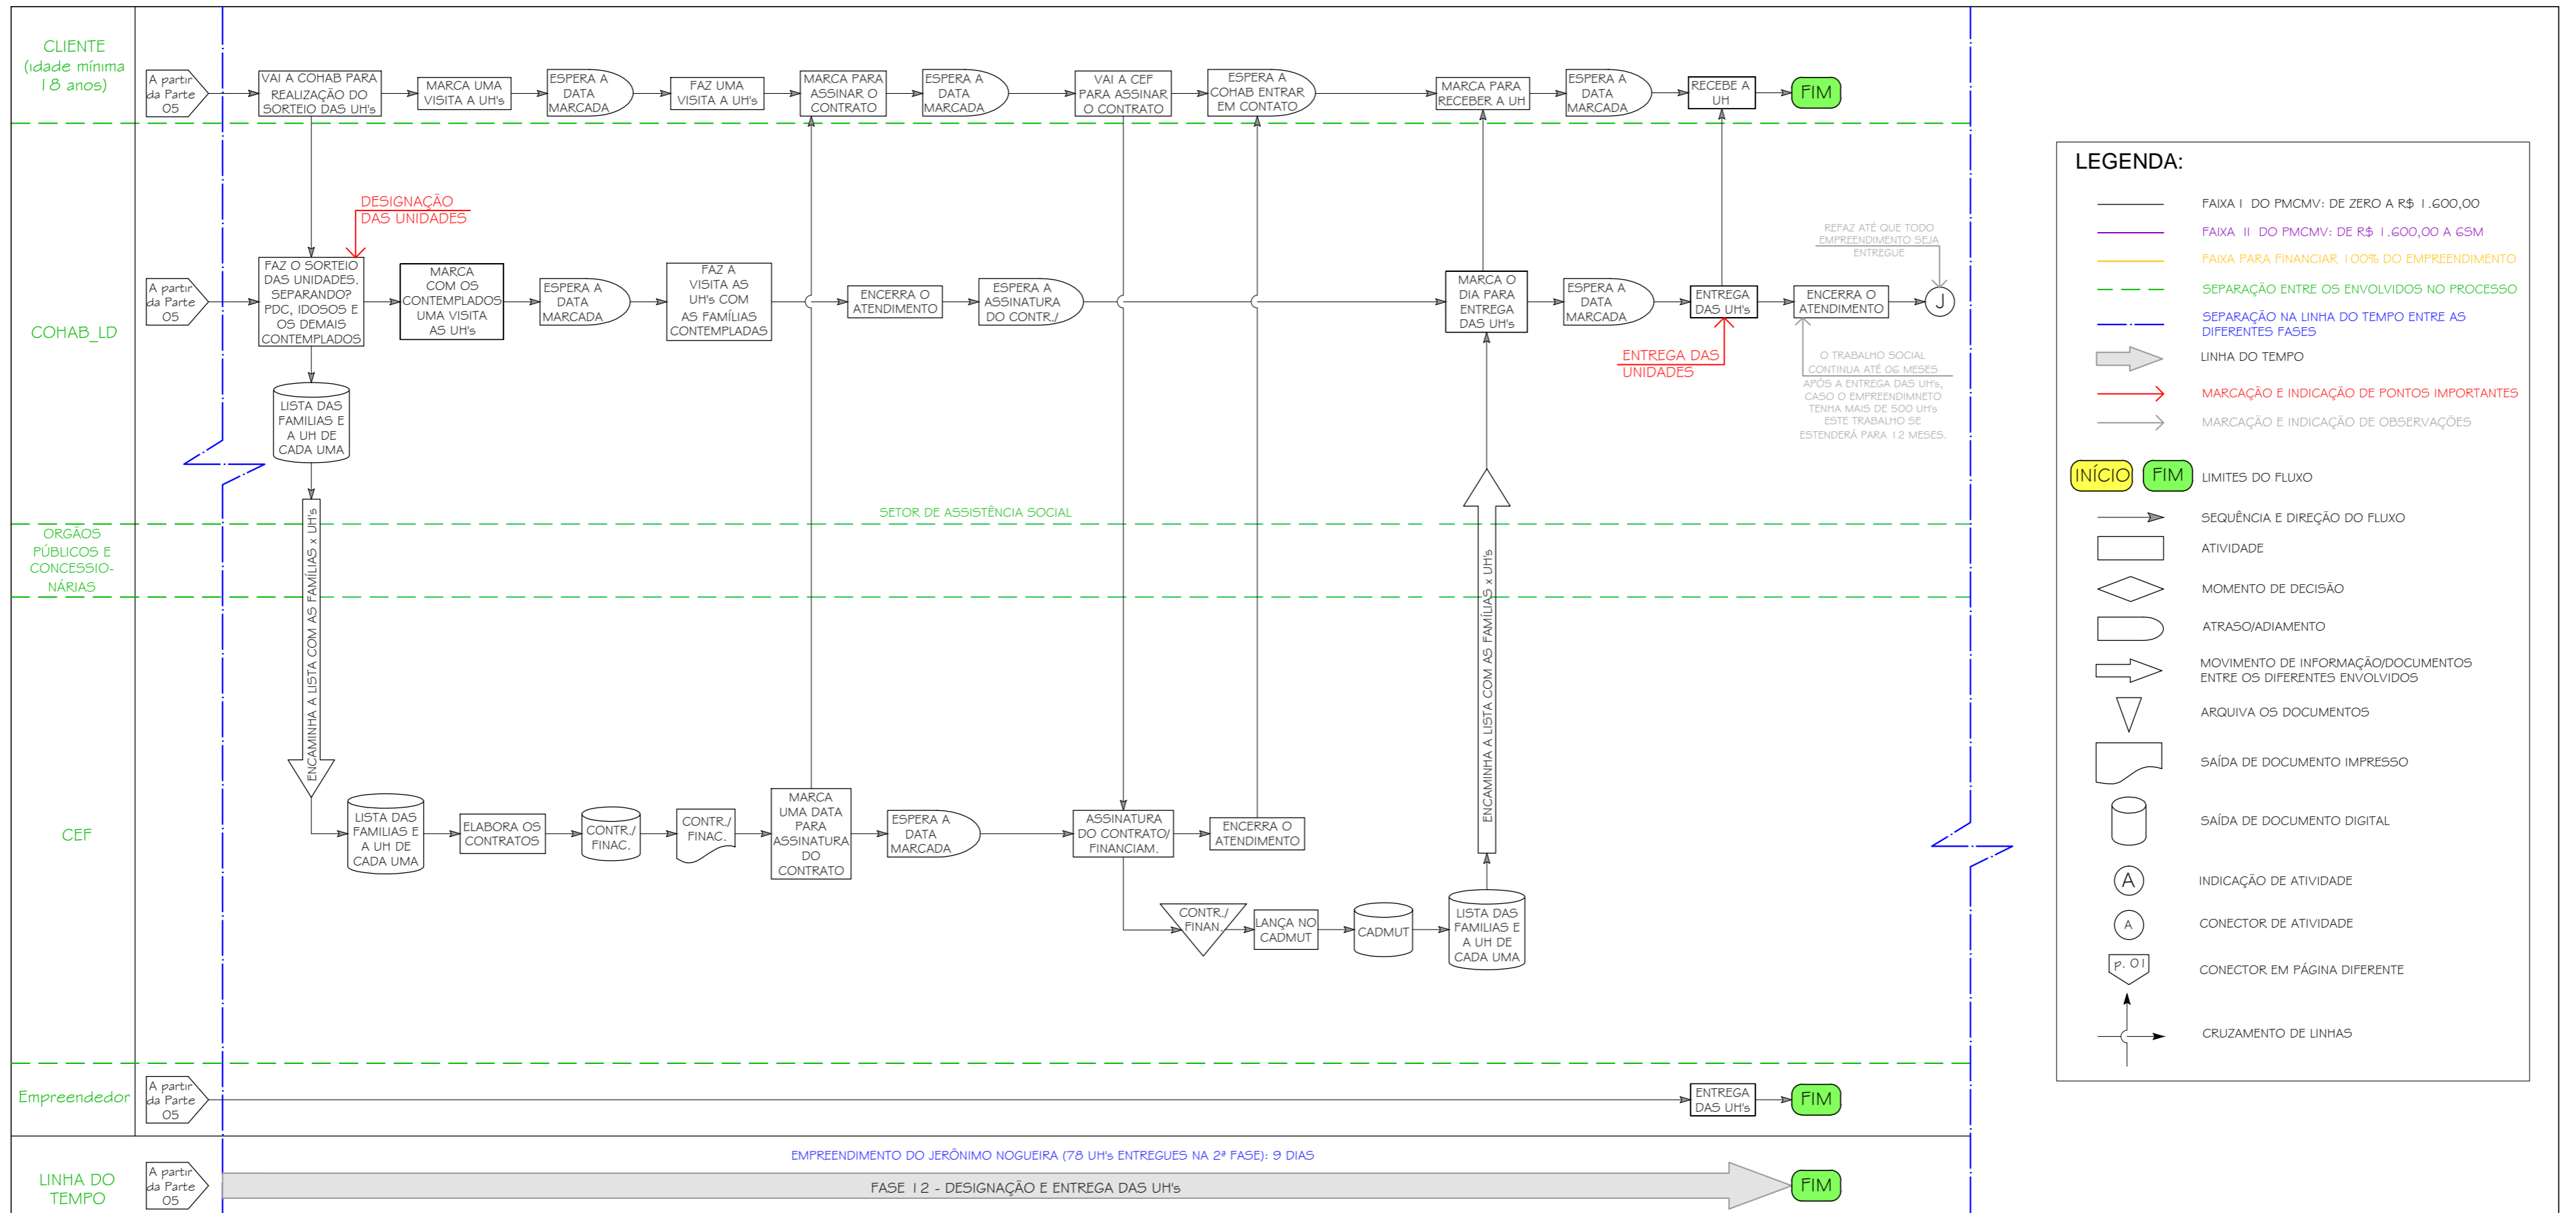 CLIENTE
(idade mínima
18 anos)
A partir
da Parte
05
VAI A COHAB PARA
REALIZAÇÃO DO
SORTEIO DAS UH's
MARCA UMA
VISITA A UH's
ESPERA A
DATA
MARCADA
FAZ UMA
VISITA A UH's
MARCA PARA
ASSINAR O
CONTRATO
ESPERA A
DATA
MARCADA
VAI A CEF
PARA ASSINAR
O CONTRATO
ESPERA A
COHAB ENTRAR
EM CONTATO
MARCA PARA
RECEBER A UH
ESPERA A
DATA
MARCADA
RECEBE A
UH
FIM
COHAB_LD
A partir
da Parte
05
DESIGNAÇÃO
DAS UNIDADES
FAZ O SORTEIO
DAS UNIDADES.
SEPARANDO?
PDC, IDOSOS E
OS DEMAIS
CONTEMPLADOS
MARCA
COM OS
CONTEMPLADOS
UMA VISITA
AS UH's
ESPERA A
DATA
MARCADA
FAZ A
VISITA AS
UH's COM
AS FAMÍLIAS
CONTEMPLADAS
ENCERRA O
ATENDIMENTO
ESPERA A
ASSINATURA
DO CONTR./
MARCA O
DIA PARA
ENTREGA
DAS UH's
ESPERA A
DATA
MARCADA
ENTREGA
DAS UH's
ENTREGA DAS
UNIDADES
ENCERRA O
ATENDIMENTO
REFAZ ATÉ QUE TODO
EMPREENDIMENTO SEJA
ENTREGUE
J
O TRABALHO SOCIAL
CONTINUA ATÉ 06 MESES
APÓS A ENTREGA DAS UH's,
CASO O EMPREENDIMNETO
TENHA MAIS DE 500 UH's
ESTE TRABALHO SE
ESTENDERÁ PARA 12 MESES.
LISTA DAS
FAMILIAS E
A UH DE
CADA UMA
SETOR DE ASSISTÊNCIA SOCIAL
ORGÃOS
PÚBLICOS E
CONCESSIO-
NÁRIAS
ENCAMINHA A LISTA COM AS FAMÍLIAS x UH's
ENCAMINHA A LISTA COM AS FAMÍLIAS x UH's
CEF
LISTA DAS
FAMILIAS E
A UH DE
CADA UMA
ELABORA OS
CONTRATOS
CONTR./
FINAC.
CONTR./
FINAC.
MARCA
UMA DATA
PARA
ASSINATURA
DO
CONTRATO
ESPERA A
DATA
MARCADA
ASSINATURA
DO CONTRATO/
FINANCIAM.
ENCERRA O
ATENDIMENTO
CONTR./
FINAN.
LANÇA NO
CADMUT
CADMUT
LISTA DAS
FAMILIAS E
A UH DE
CADA UMA
Empreendedor
A partir
da Parte
05
ENTREGA
DAS UH's
FIM
LINHA DO
TEMPO
A partir
da Parte
05
EMPREENDIMENTO DO JERÔNIMO NOGUEIRA (78 UH's ENTREGUES NA 2ª FASE): 9 DIAS
FASE 12 - DESIGNAÇÃO E ENTREGA DAS UH's
FIM
LEGENDA:
FAIXA I DO PMCMV: DE ZERO A R$ 1.600,00
FAIXA II DO PMCMV: DE R$ 1.600,00 A 6SM
FAIXA PARA FINANCIAR 100% DO EMPREENDIMENTO
SEPARAÇÃO ENTRE OS ENVOLVIDOS NO PROCESSO
SEPARAÇÃO NA LINHA DO TEMPO ENTRE AS
DIFERENTES FASES
LINHA DO TEMPO
MARCAÇÃO E INDICAÇÃO DE PONTOS IMPORTANTES
MARCAÇÃO E INDICAÇÃO DE OBSERVAÇÕES
INÍCIO FIM LIMITES DO FLUXO
SEQUÊNCIA E DIREÇÃO DO FLUXO
ATIVIDADE
MOMENTO DE DECISÃO
ATRASO/ADIAMENTO
MOVIMENTO DE INFORMAÇÃO/DOCUMENTOS
ENTRE OS DIFERENTES ENVOLVIDOS
ARQUIVA OS DOCUMENTOS
SAÍDA DE DOCUMENTO IMPRESSO
SAÍDA DE DOCUMENTO DIGITAL
A INDICAÇÃO DE ATIVIDADE
A CONECTOR DE ATIVIDADE
P. 01 CONECTOR EM PÁGINA DIFERENTE
CRUZAMENTO DE LINHAS